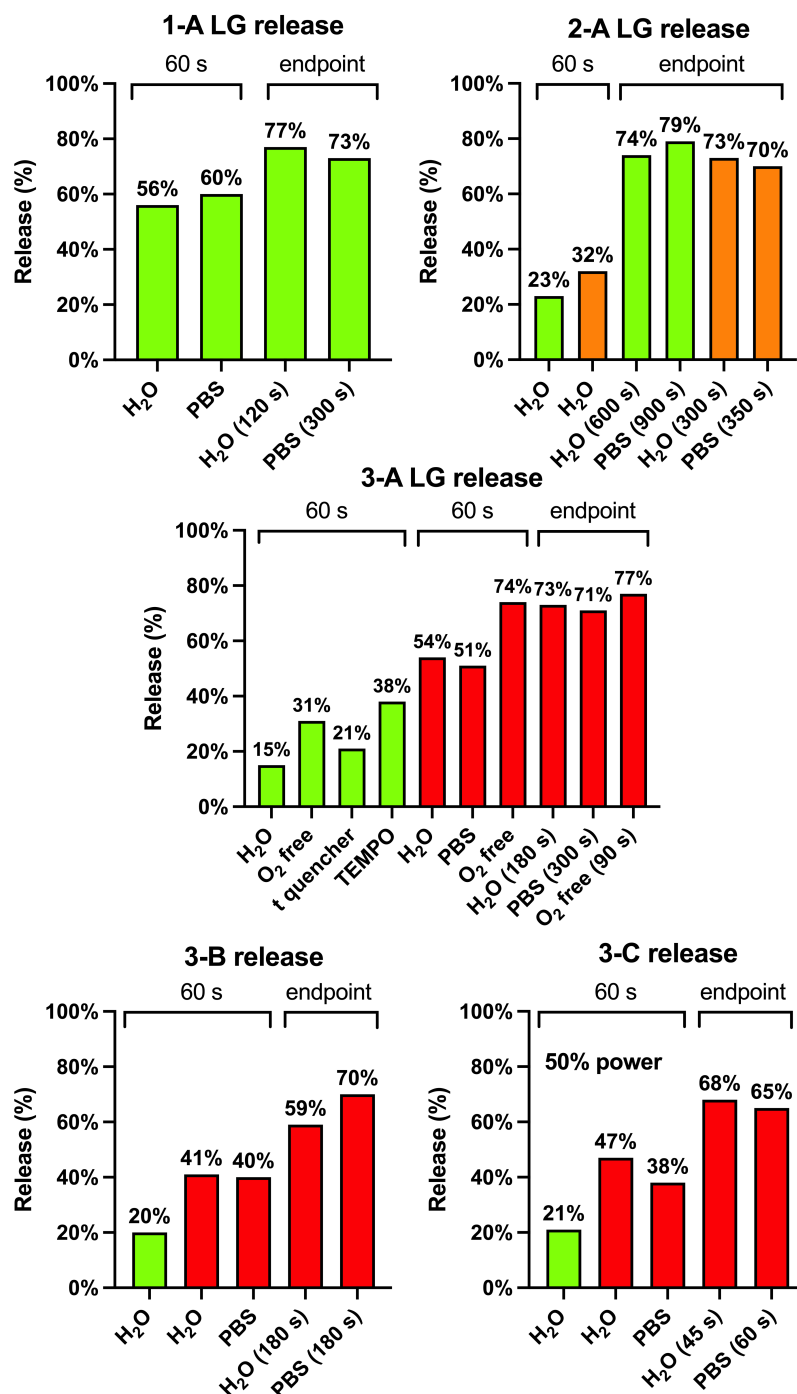 1-A LG release
60 s endpoint
100%
80%
60%
40%
20%
0%
Release (%)
56% 60% 77% 73%
H₂O PBS H₂O (120 s) PBS (300 s)
2-A LG release
60 s endpoint
100%
80%
60%
40%
20%
0%
Release (%)
23% 32% 74% 79% 73% 70%
H₂O H₂O H₂O (600 s) PBS (900 s) H₂O (300 s) PBS (350 s)
3-A LG release
60 s 60 s endpoint
100%
80%
60%
40%
20%
0%
Release (%)
15% 31% 21% 38% 54% 51% 74% 73% 71% 77%
H₂O O₂ free t quencher TEMPO H₂O PBS O₂ free H₂O (180 s) PBS (300 s) O₂ free (90 s)
3-B release
60 s endpoint
100%
80%
60%
40%
20%
0%
Release (%)
20% 41% 40% 59% 70%
H₂O H₂O PBS H₂O (180 s) PBS (180 s)
3-C release
60 s endpoint
50% power
100%
80%
60%
40%
20%
0%
Release (%)
21% 47% 38% 68% 65%
H₂O H₂O PBS H₂O (45 s) PBS (60 s)